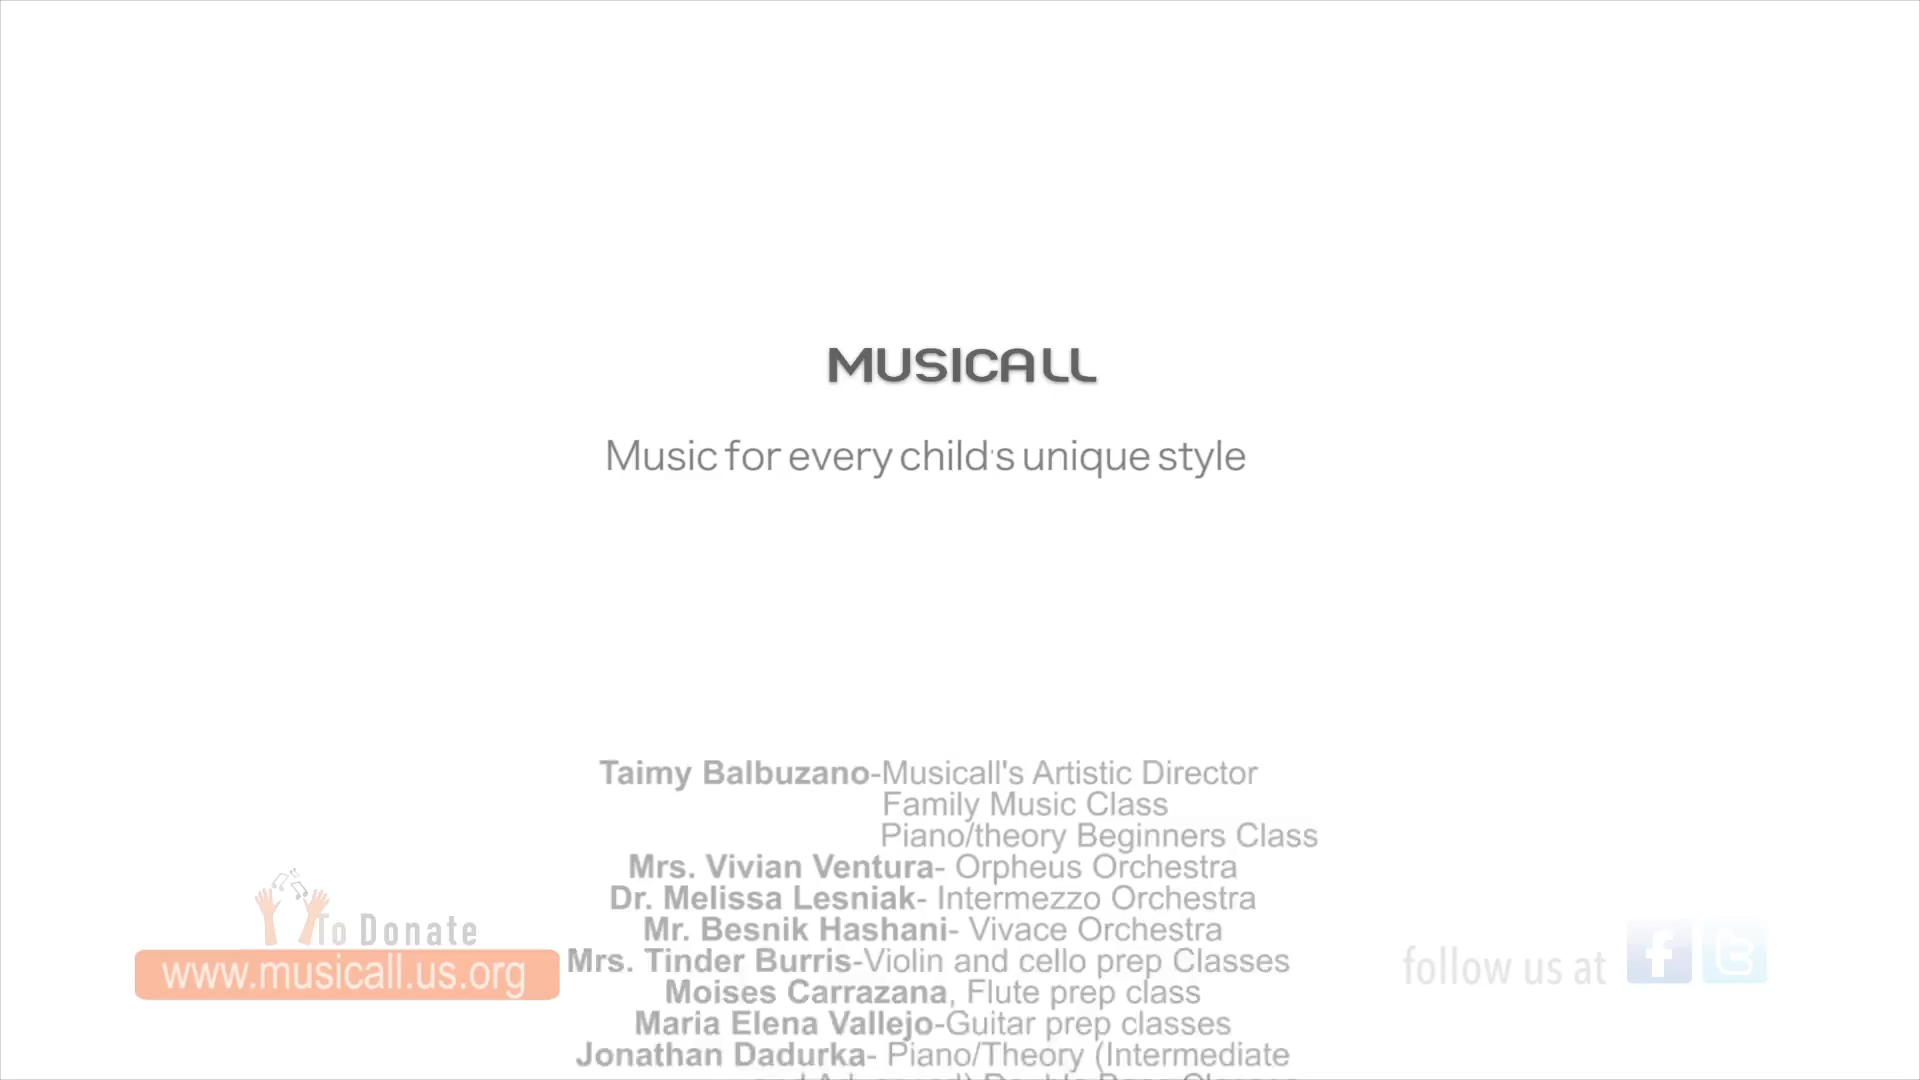 MUSICALL
Music for every child's unique style
Taimy Balbuzano-Musicall's Artistic Director
Family Music Class
Piano/theory Beginners Class
Mrs. Vivian Ventura- Orpheus Orchestra
Dr. Melissa Lesniak- Intermezzo Orchestra
Mr. Besnik Hashani- Vivace Orchestra
Mrs. Tinder Burris-Violin and cello prep Classes
Moises Carrazana, Flute prep class
Maria Elena Vallejo-Guitar prep classes
Jonathan Dadurka- Piano/Theory (Intermediate
To Donate
www.musicall.us.org
follow us at